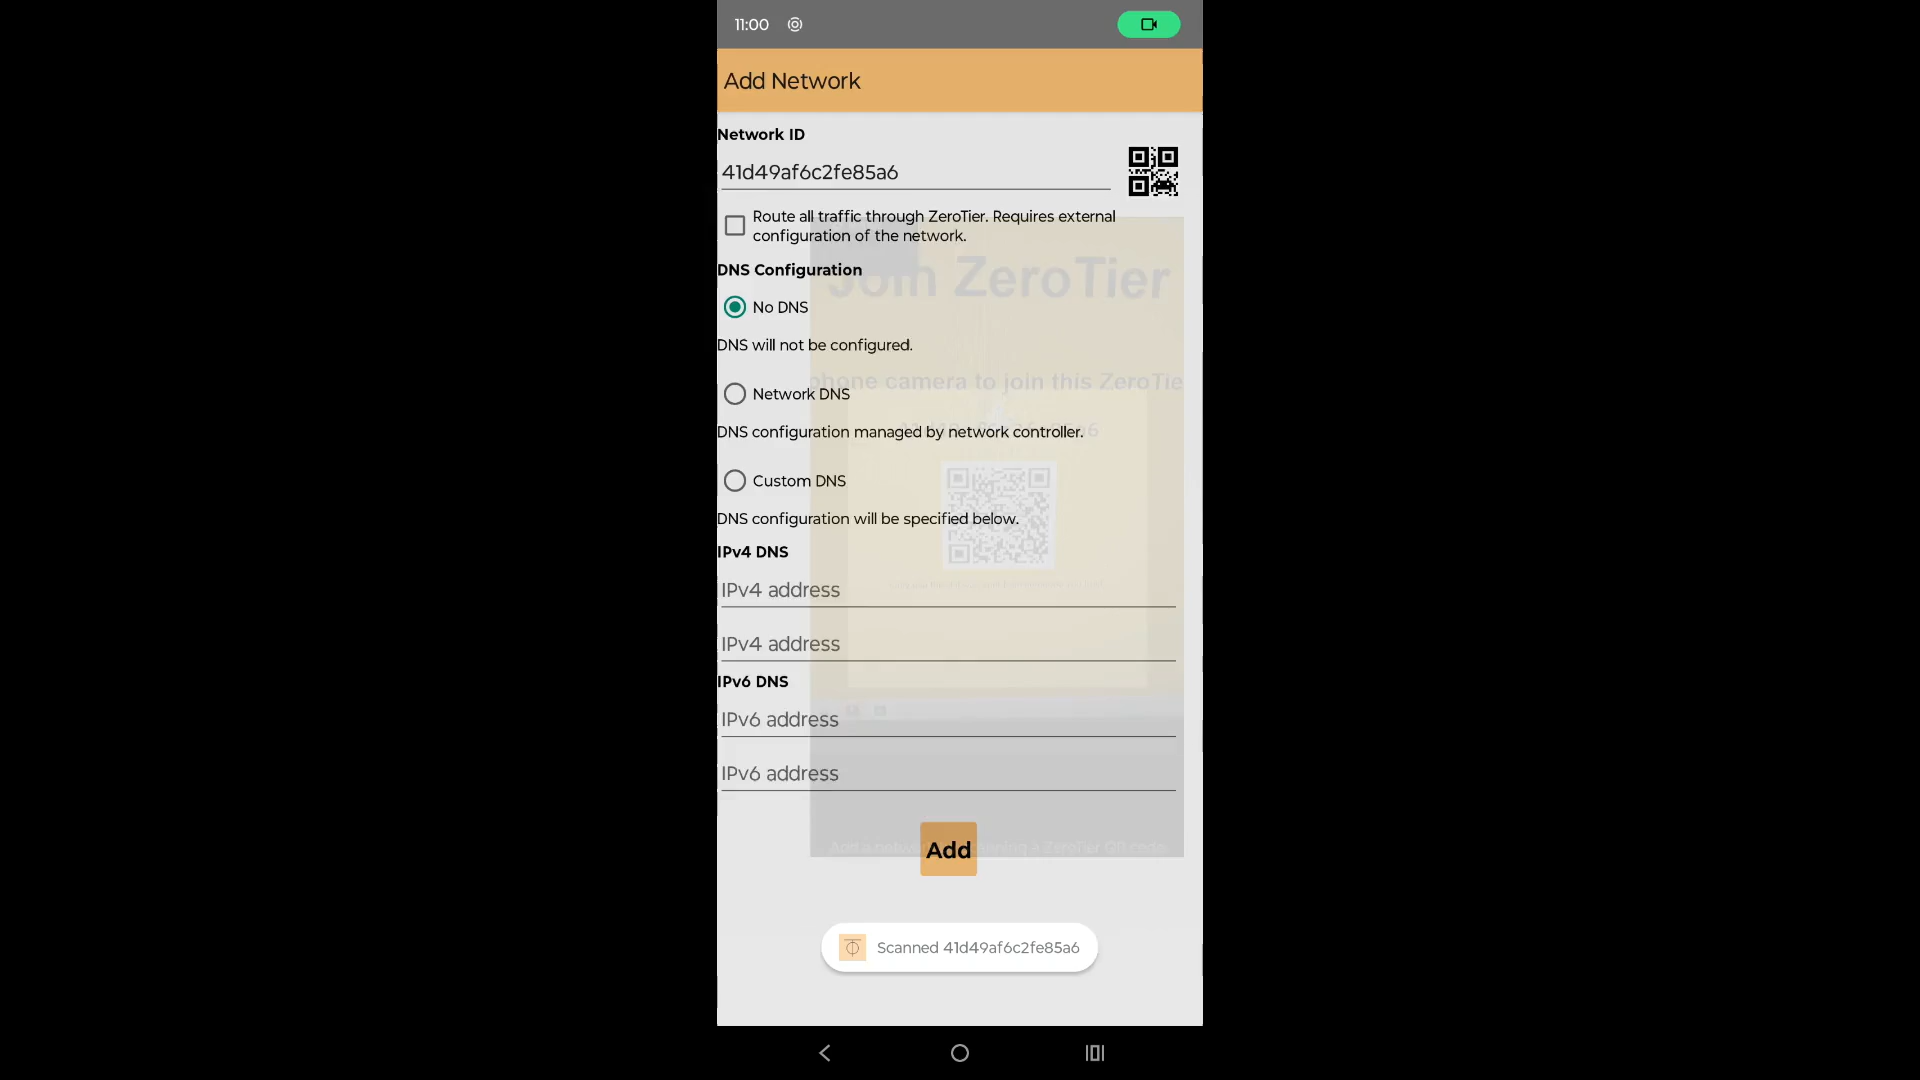 11:00
Add Network
Network ID
41d49af6c2fe85a6
Route all traffic through ZeroTier. Requires external
configuration of the network.
DNS Configuration
Join ZeroTier
No DNS
DNS will not be configured.
phone camera to join this ZeroTie
Network DNS
DNS configuration managed by network controller.
Custom DNS
DNS configuration will be specified below.
IPv4 DNS
IPv4 address
IPv4 address
IPv6 DNS
IPv6 address
IPv6 address
Add
Scanned 41d49af6c2fe85a6